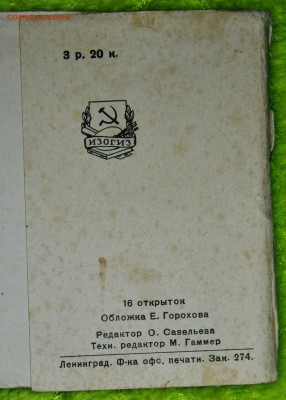 3 р. 20 к.
ИЗОГИЗ
16 открыток
Обложка Е. Горохова
Редактор О. Савельева
Техн. редактор М. Гаммер
Ленинград. Ф-ка офс. печати. Зак. 274.